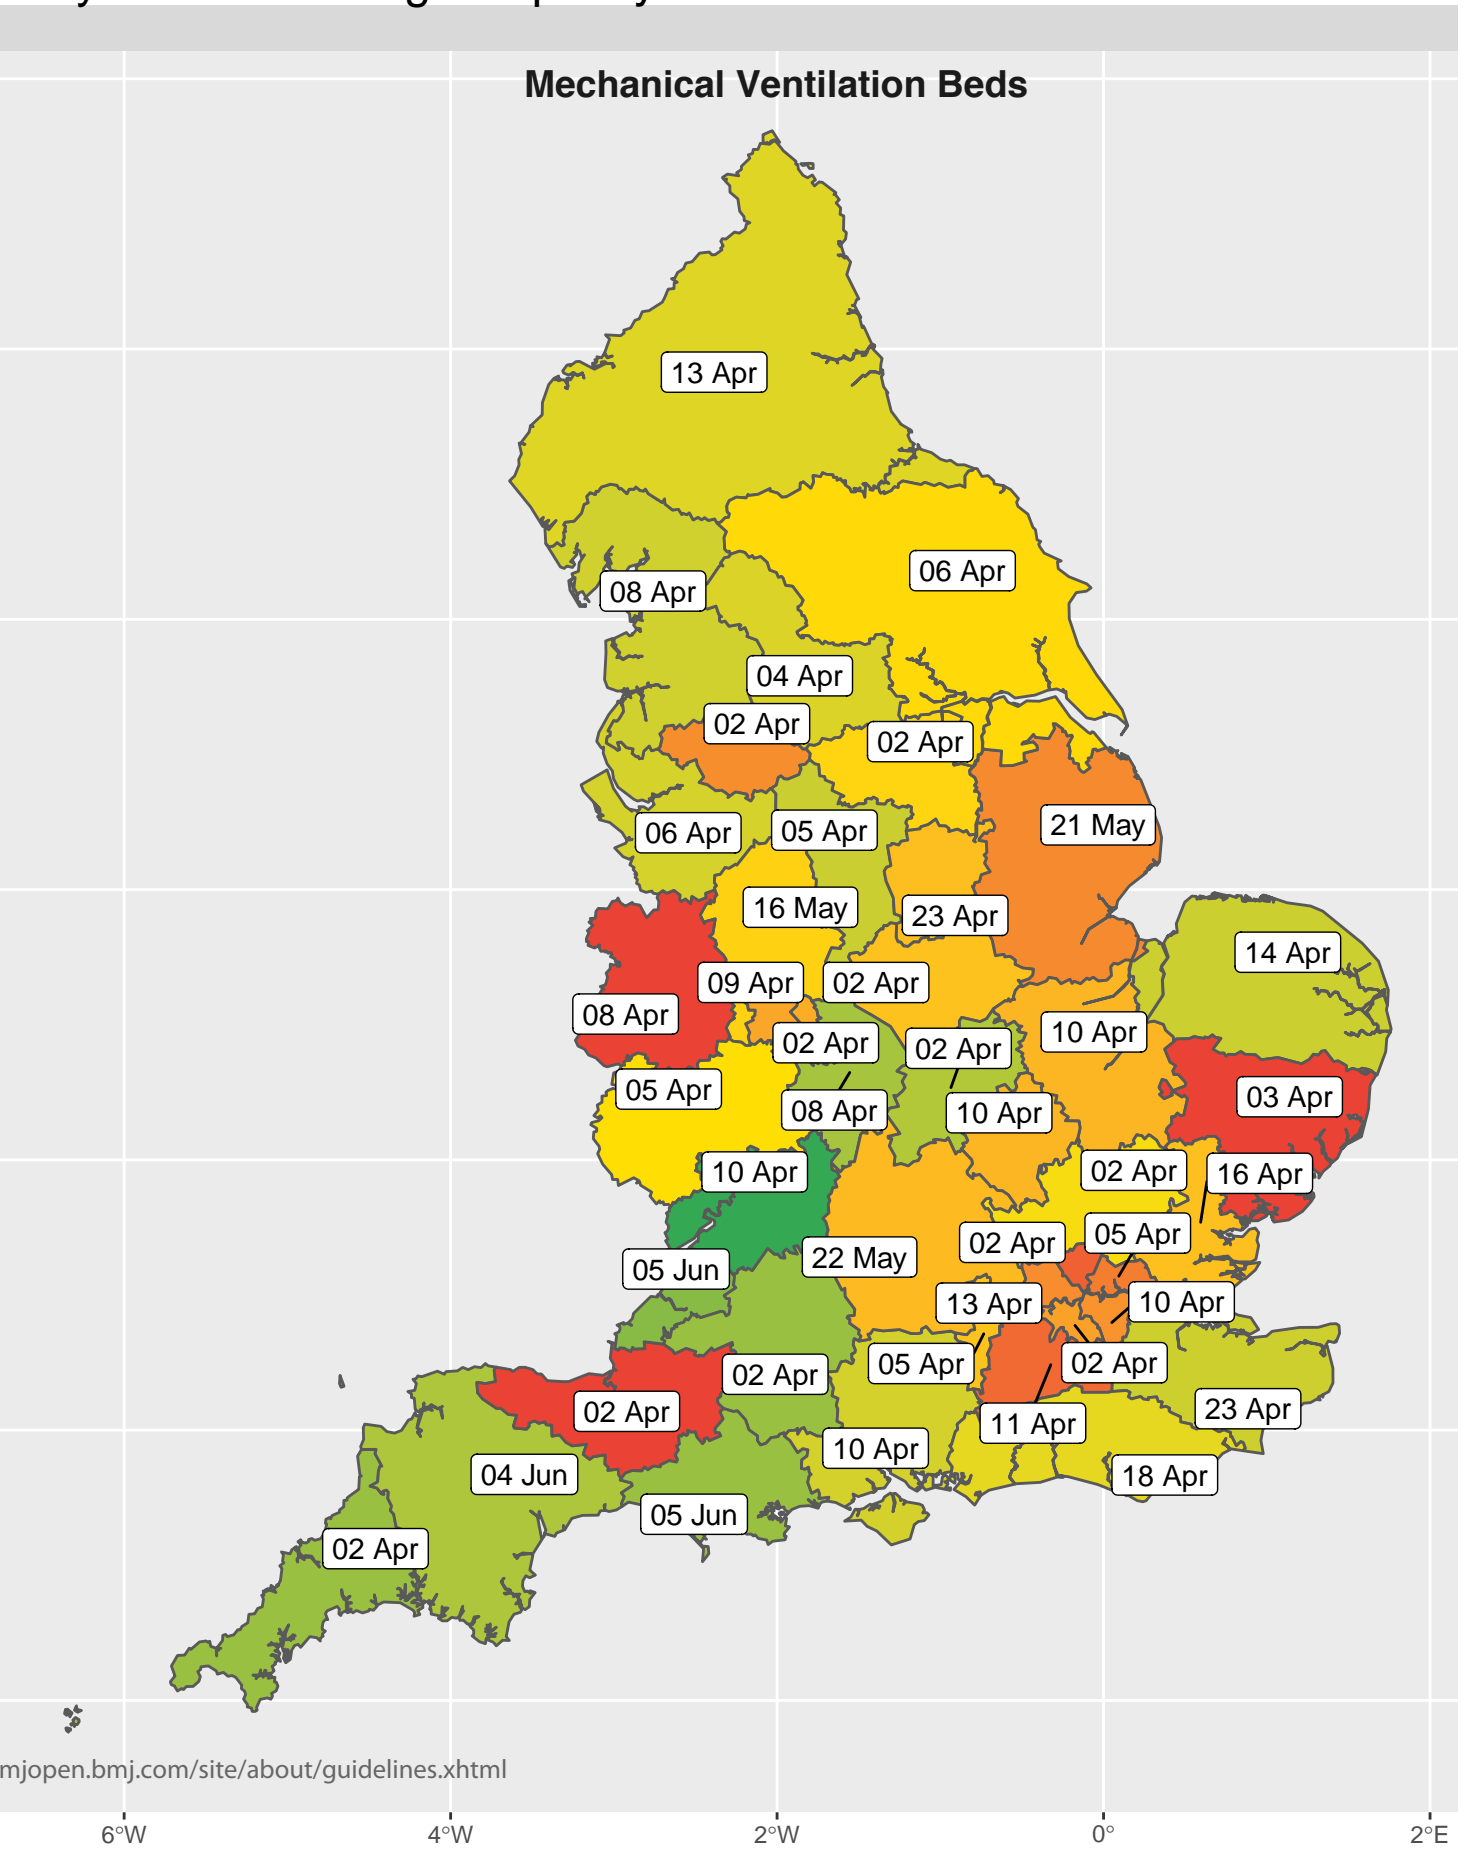 Mechanical Ventilation Beds
13 Apr
06 Apr
08 Apr
04 Apr
02 Apr
02 Apr
21 May
06 Apr
05 Apr
16 May
23 Apr
14 Apr
09 Apr
02 Apr
08 Apr
10 Apr
02 Apr
02 Apr
05 Apr
03 Apr
08 Apr
10 Apr
10 Apr
02 Apr
16 Apr
05 Apr
02 Apr
22 May
05 Jun
13 Apr
10 Apr
05 Apr
02 Apr
02 Apr
02 Apr
23 Apr
11 Apr
10 Apr
04 Jun
18 Apr
05 Jun
02 Apr
mjopen.bmj.com/site/about/guidelines.xhtml
6°W
4°W
2°W
0°
2°E